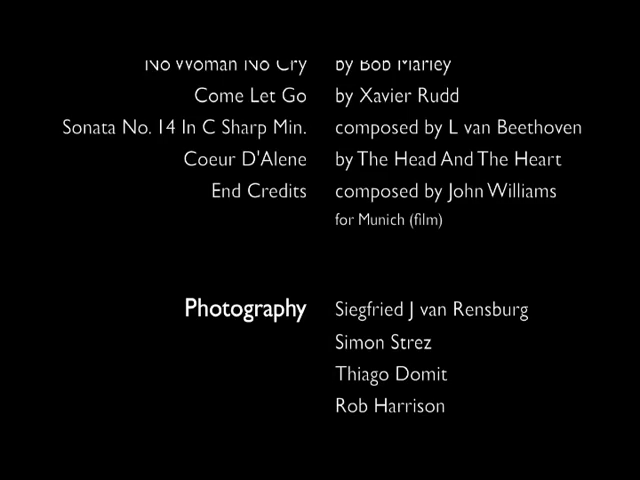 No Woman No Cry by Bob Marley
Come Let Go by Xavier Rudd
Sonata No. 14 In C Sharp Min. composed by L van Beethoven
Coeur D'Alene by The Head And The Heart
End Credits composed by John Williams
for Munich (film)
Photography Siegfried J van Rensburg
Simon Strez
Thiago Domit
Rob Harrison